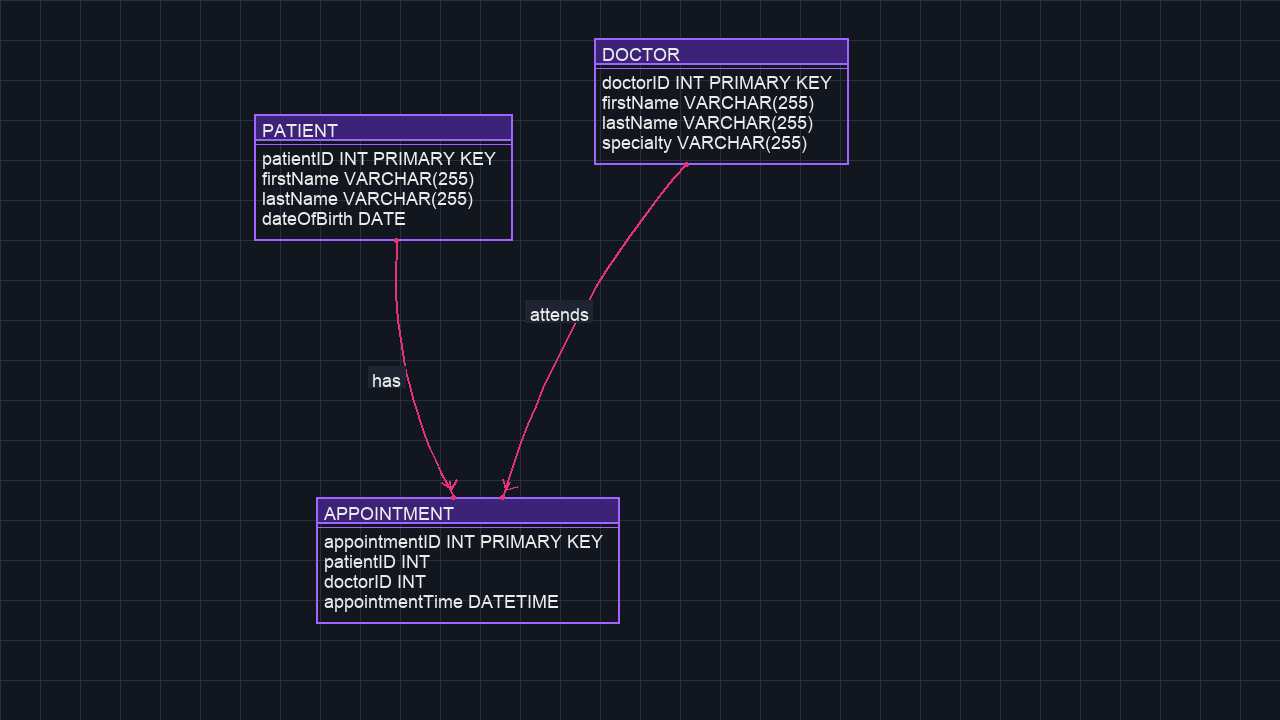 DOCTOR
doctorID INT PRIMARY KEY
firstName VARCHAR(255)
lastName VARCHAR(255)
specialty VARCHAR(255)
PATIENT
patientID INT PRIMARY KEY
firstName VARCHAR(255)
lastName VARCHAR(255)
dateOfBirth DATE
attends
has
APPOINTMENT
appointmentID INT PRIMARY KEY
patientID INT
doctorID INT
appointmentTime DATETIME